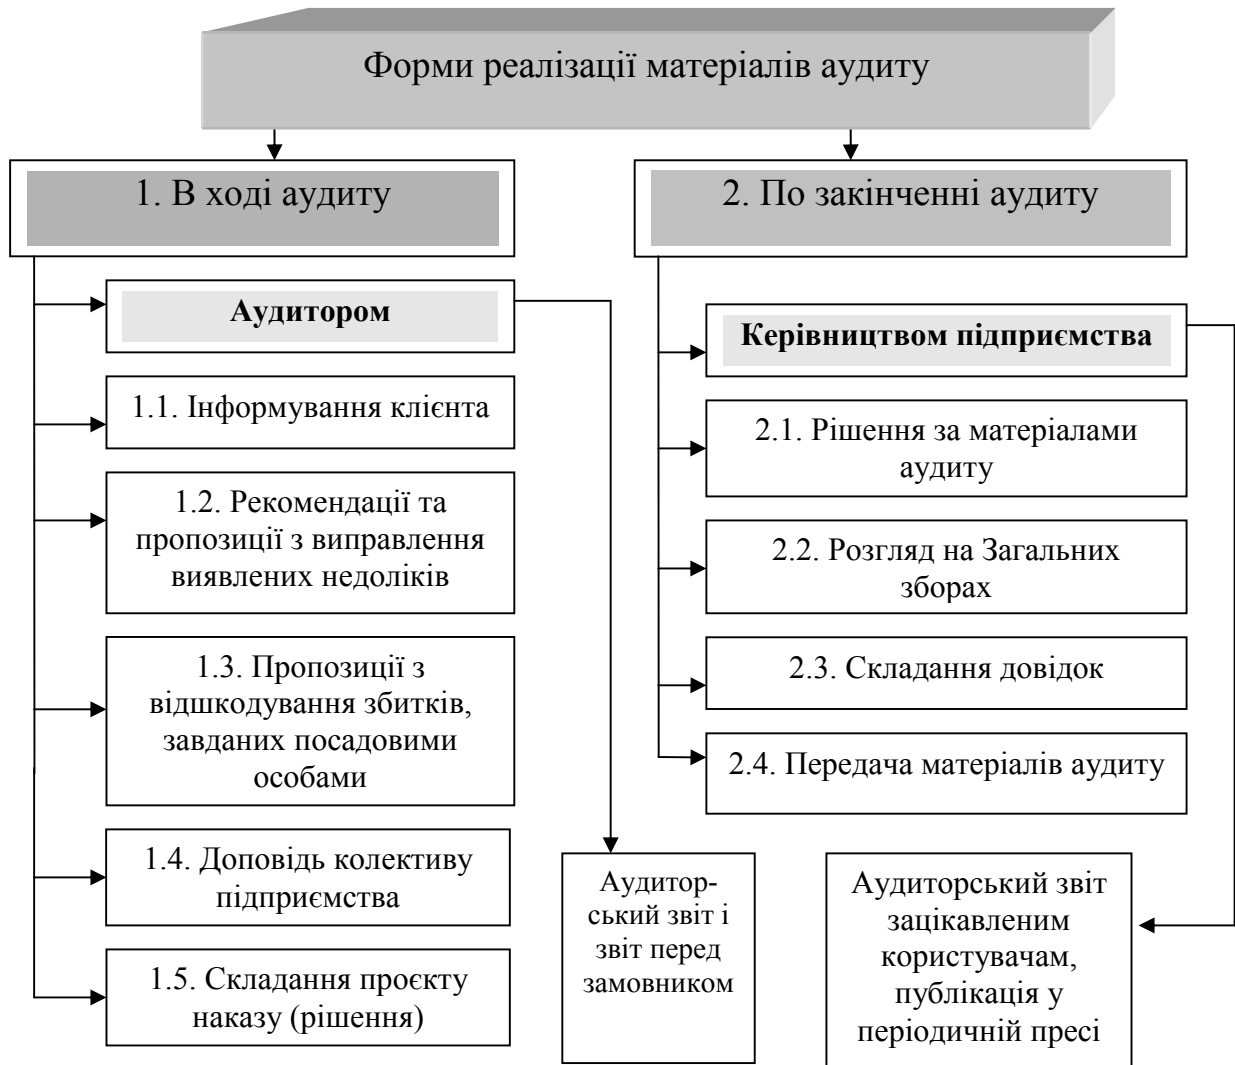 Форми реалізації матеріалів аудиту
1. В ході аудиту
Аудитором
1.1. Інформування клієнта
1.2. Рекомендації та
пропозиції з виправлення
виявлених недоліків
1.3. Пропозиції з
відшкодування збитків,
завданих посадовими
особами
1.4. Доповідь колективу
підприємства
1.5. Складання проєкту
наказу (рішення)
Аудитор-
ський звіт і
звіт перед
замовником
2. По закінченні аудиту
Керівництвом підприємства
2.1. Рішення за матеріалами
аудиту
2.2. Розгляд на Загальних
зборах
2.3. Складання довідок
2.4. Передача матеріалів аудиту
Аудиторський звіт
зацікавленим
користувачам,
публікація у
періодичній пресі